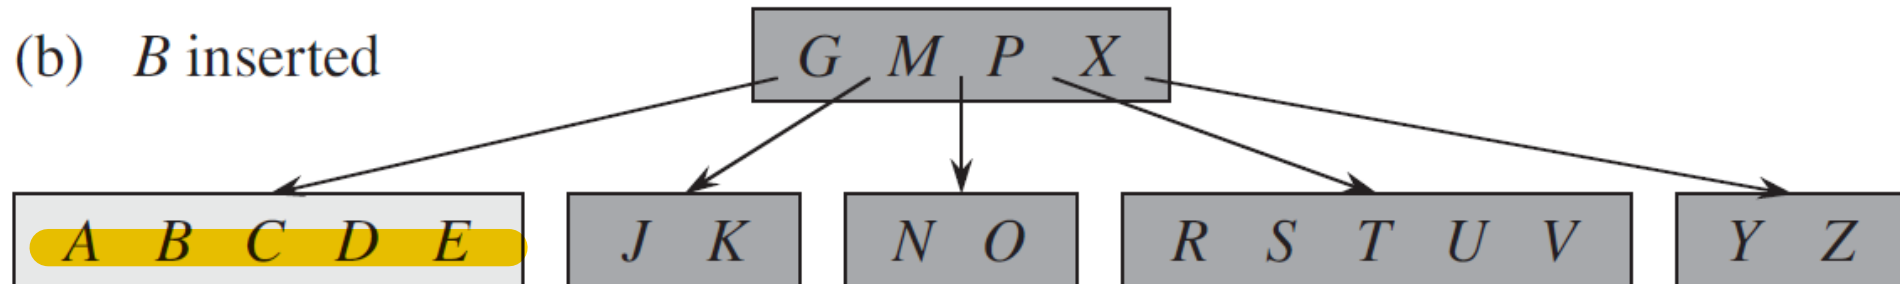 (b) B inserted
G M P X
A B C D E
J K
N O
R S T U V
Y Z